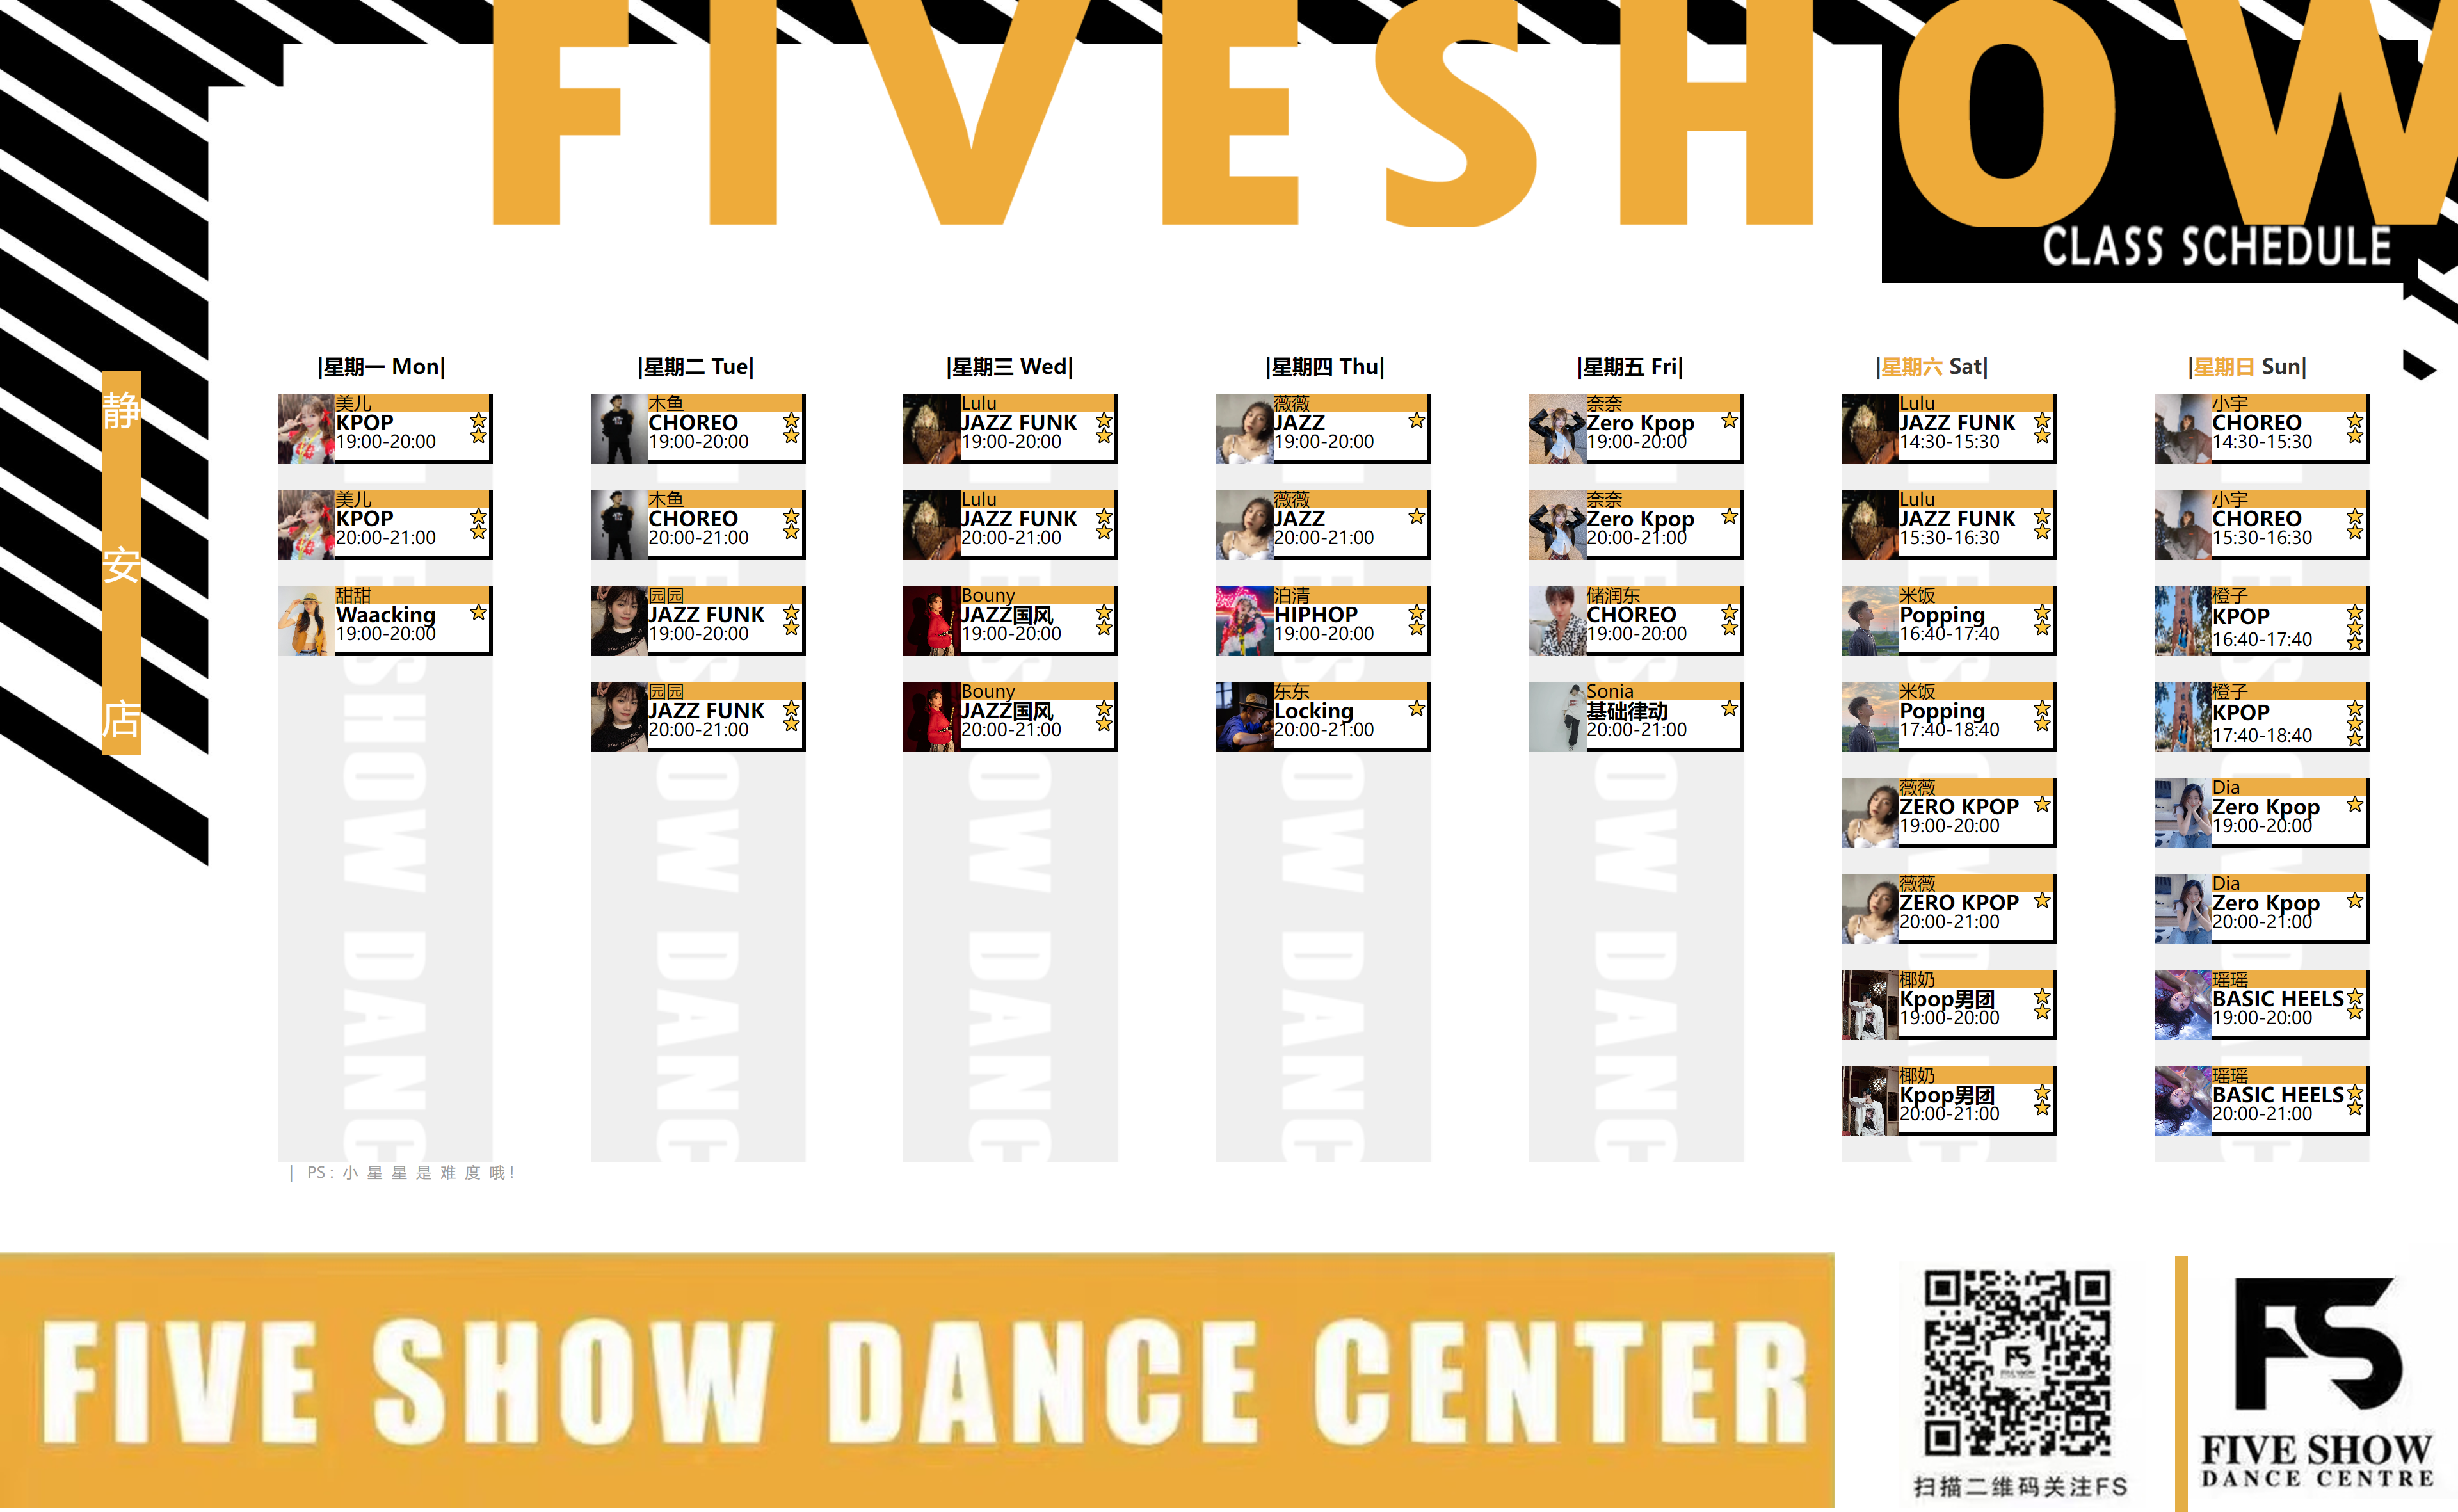 FIVESHOW
CLASS SCHEDULE
静安店
|星期一 Mon|
美儿
KPOP
19:00-20:00
美儿
KPOP
20:00-21:00
甜甜
Waacking
19:00-20:00
|星期二 Tue|
木鱼
CHOREO
19:00-20:00
木鱼
CHOREO
20:00-21:00
园园
JAZZ FUNK
19:00-20:00
园园
JAZZ FUNK
20:00-21:00
|星期三 Wed|
Lulu
JAZZ FUNK
19:00-20:00
Lulu
JAZZ FUNK
20:00-21:00
Bouny
JAZZ国风
19:00-20:00
Bouny
JAZZ国风
20:00-21:00
|星期四 Thu|
薇薇
JAZZ
19:00-20:00
薇薇
JAZZ
20:00-21:00
泊清
HIPHOP
19:00-20:00
东东
Locking
20:00-21:00
|星期五 Fri|
奈奈
Zero Kpop
19:00-20:00
奈奈
Zero Kpop
20:00-21:00
储润东
CHOREO
19:00-20:00
Sonia
基础律动
20:00-21:00
|星期六 Sat|
Lulu
JAZZ FUNK
14:30-15:30
Lulu
JAZZ FUNK
15:30-16:30
米饭
Popping
16:40-17:40
米饭
Popping
17:40-18:40
薇薇
ZERO KPOP
19:00-20:00
薇薇
ZERO KPOP
20:00-21:00
椰奶
Kpop男团
19:00-20:00
椰奶
Kpop男团
20:00-21:00
|星期日 Sun|
小宇
CHOREO
14:30-15:30
小宇
CHOREO
15:30-16:30
橙子
KPOP
16:40-17:40
橙子
KPOP
17:40-18:40
Dia
Zero Kpop
19:00-20:00
Dia
Zero Kpop
20:00-21:00
瑶瑶
BASIC HEELS
19:00-20:00
瑶瑶
BASIC HEELS
20:00-21:00
| PS:小星星是难度哦!
FIVE SHOW DANCE CENTER
扫描二维码关注FS
FS
FIVE SHOW
DANCE CENTRE